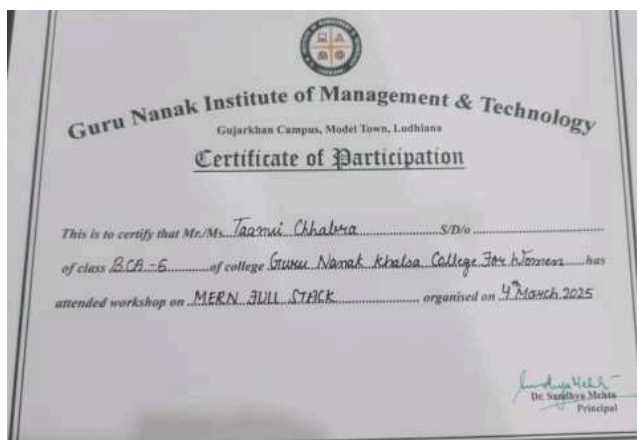 Guru Nanak Institute of Management & Technology
Gujarkhan Campus, Model Town, Ludhiana
Certificate of Participation
This is to certify that Mr./Ms. Taanvi Chhabra S/D/o
of class BCA-6 of college Guru Nanak Khalsa College For Women has
attended workshop on MERN FULL STACK organised on 4th March 2025
Dr. Sandhya Mehta
Principal